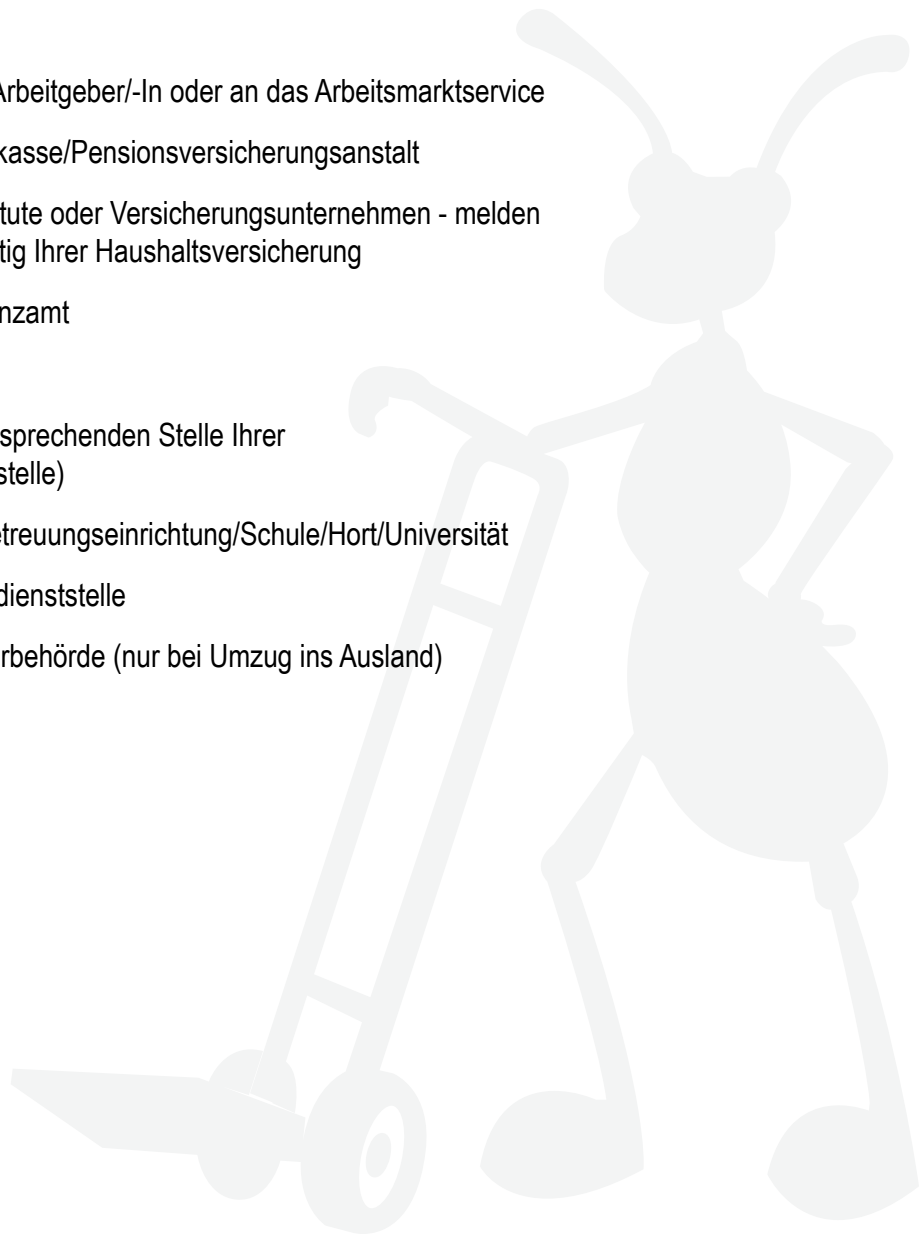 Arbeitgeber/-In oder an das Arbeitsmarktservice
kasse/Pensionsversicherungsanstalt
tute oder Versicherungsunternehmen - melden
tig Ihrer Haushaltsversicherung
nzamt
sprechenden Stelle Ihrer
stelle)
etreuungseinrichtung/Schule/Hort/Universität
dienststelle
rbehörde (nur bei Umzug ins Ausland)